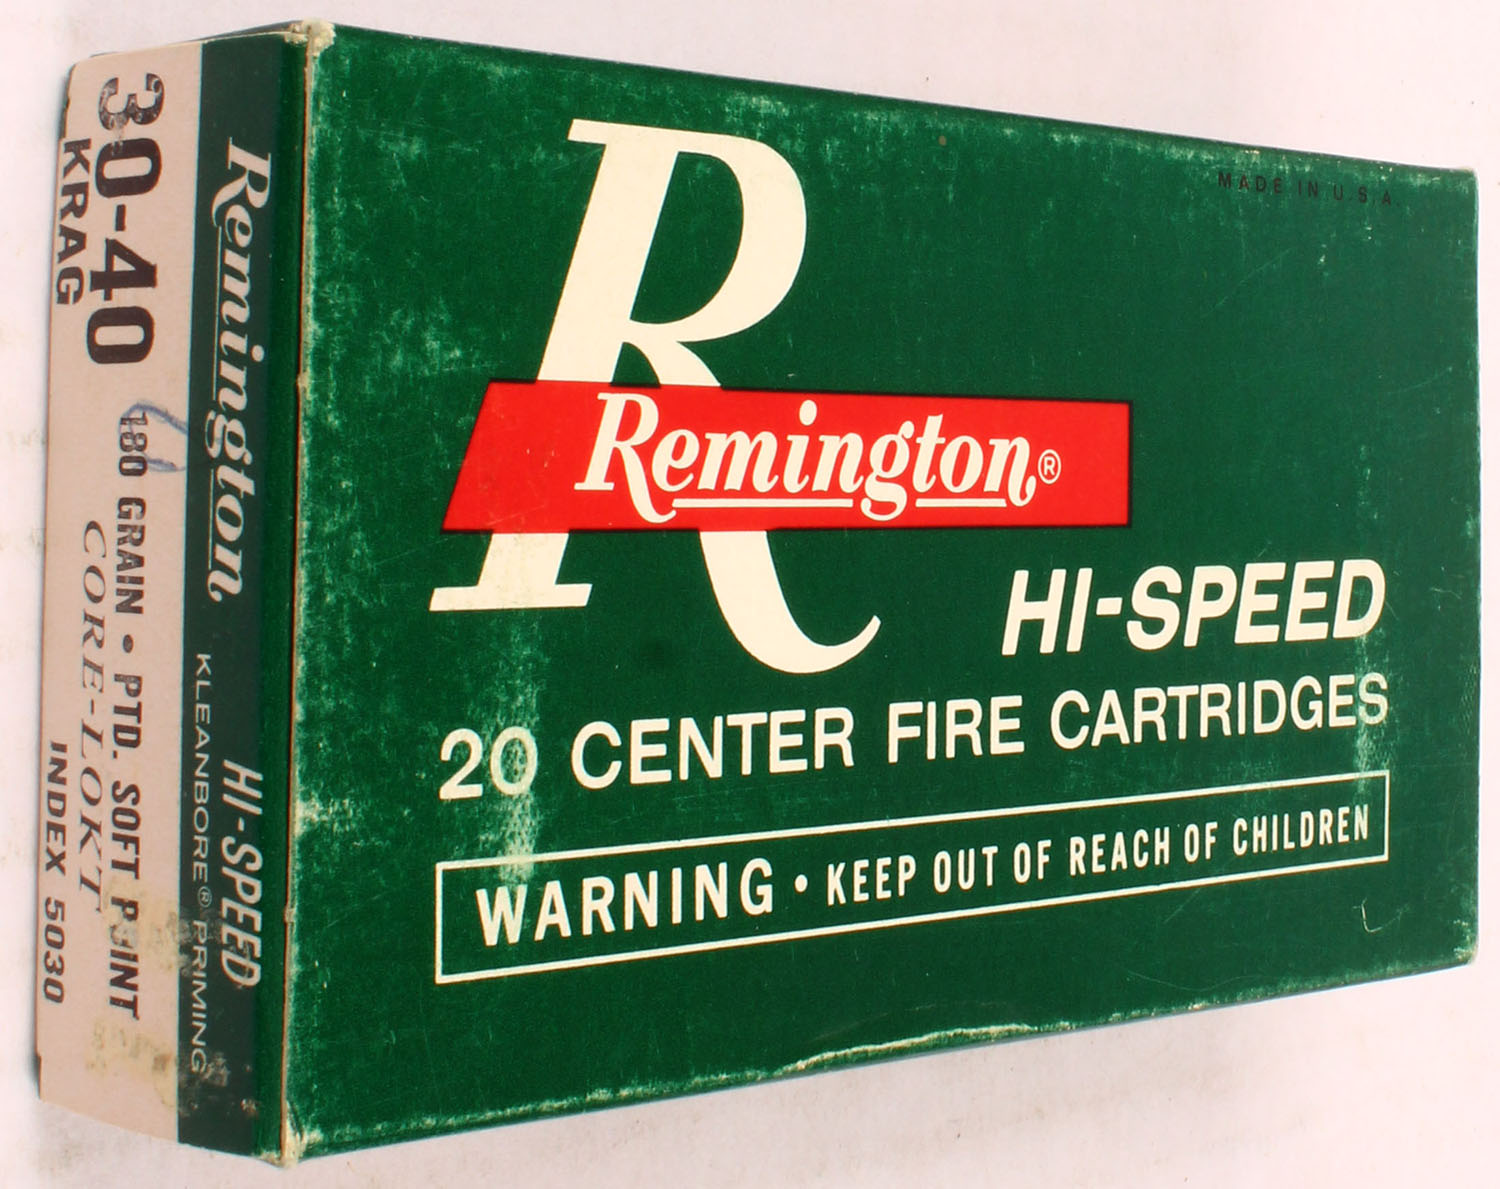 MADE IN U.S.A.
R
Remington®
HI-SPEED
20 CENTER FIRE CARTRIDGES
WARNING • KEEP OUT OF REACH OF CHILDREN
Remington HI-SPEED
KLEANBORE® PRIMING
30-40 180 GRAIN • PTD. SOFT POINT
KRAG CORE-LOKT
INDEX 5030